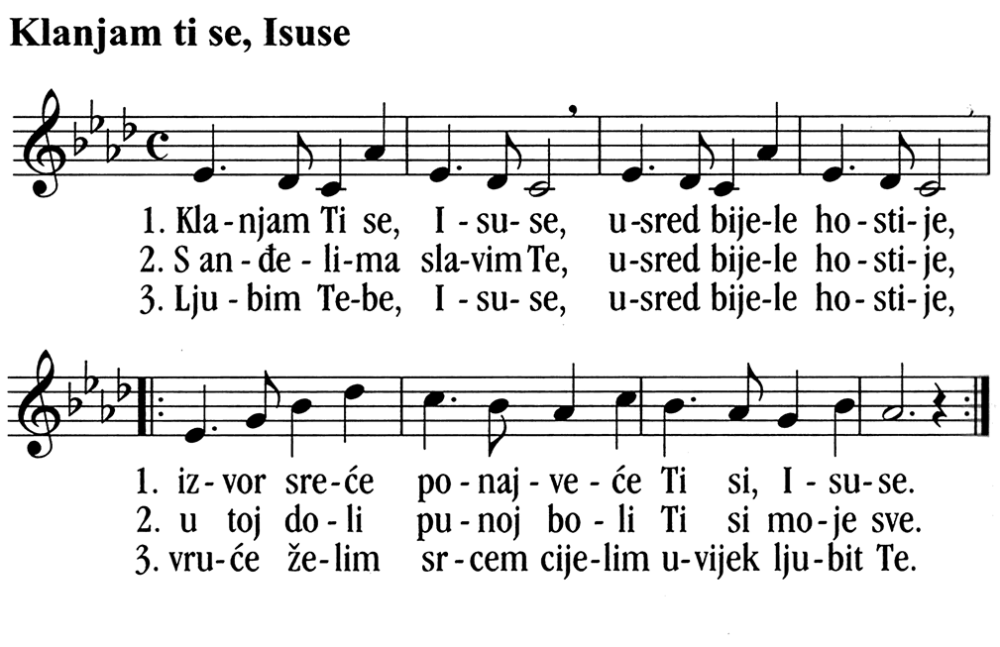 Klanjam ti se, Isuse
1. Kla-njam Ti se, I-su-se, u-sred bije-le ho-sti-je,
2. S an-đe-li-ma sla-vim Te, u-sred bije-le ho-sti-je,
3. Lju-bim Te-be, I-su-se, u-sred bije-le ho-sti-je,
1. iz-vor sre-će po-naj-ve-će Ti si, I-su-se.
2. u toj do-li pu-noj bo-li Ti si mo-je sve.
3. vru-će že-lim sr-cem cije-lim u-vijek lju-bit Te.